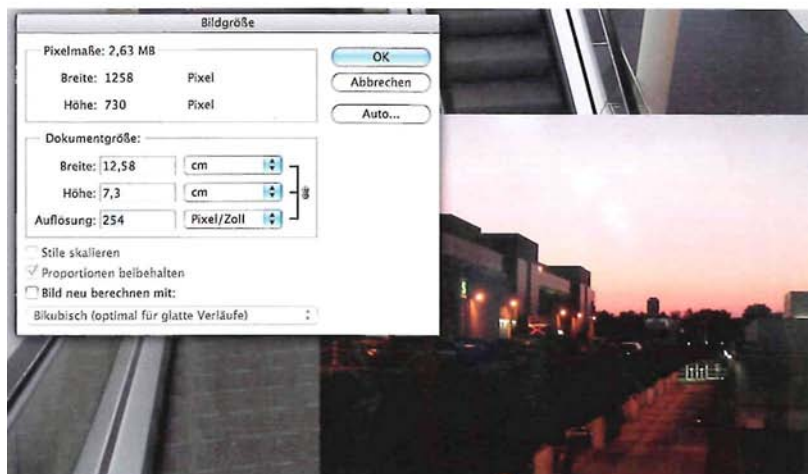 Bildgröße
Pixelmaße: 2,63 MB
Breite: 1258 Pixel
Höhe: 730 Pixel
Dokumentgröße:
Breite: 12,58 cm
Höhe: 7,3 cm
Auflösung: 254 Pixel/Zoll
Stile skalieren
Proportionen beibehalten
Bild neu berechnen mit:
Bikubisch (optimal für glatte Verläufe)
OK
Abbrechen
Auto...